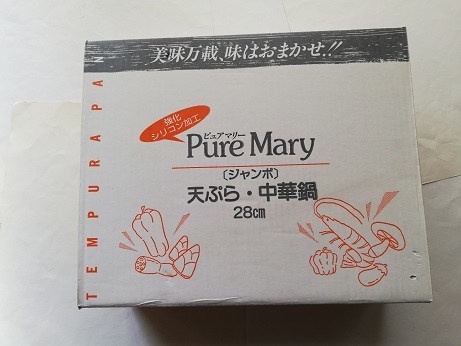 美味万載、味はおまかせ!!
TEMPURA PAN
強化
シリコン加工
ピュアマリー
Pure Mary
〔ジャンボ〕
天ぷら・中華鍋
28cm